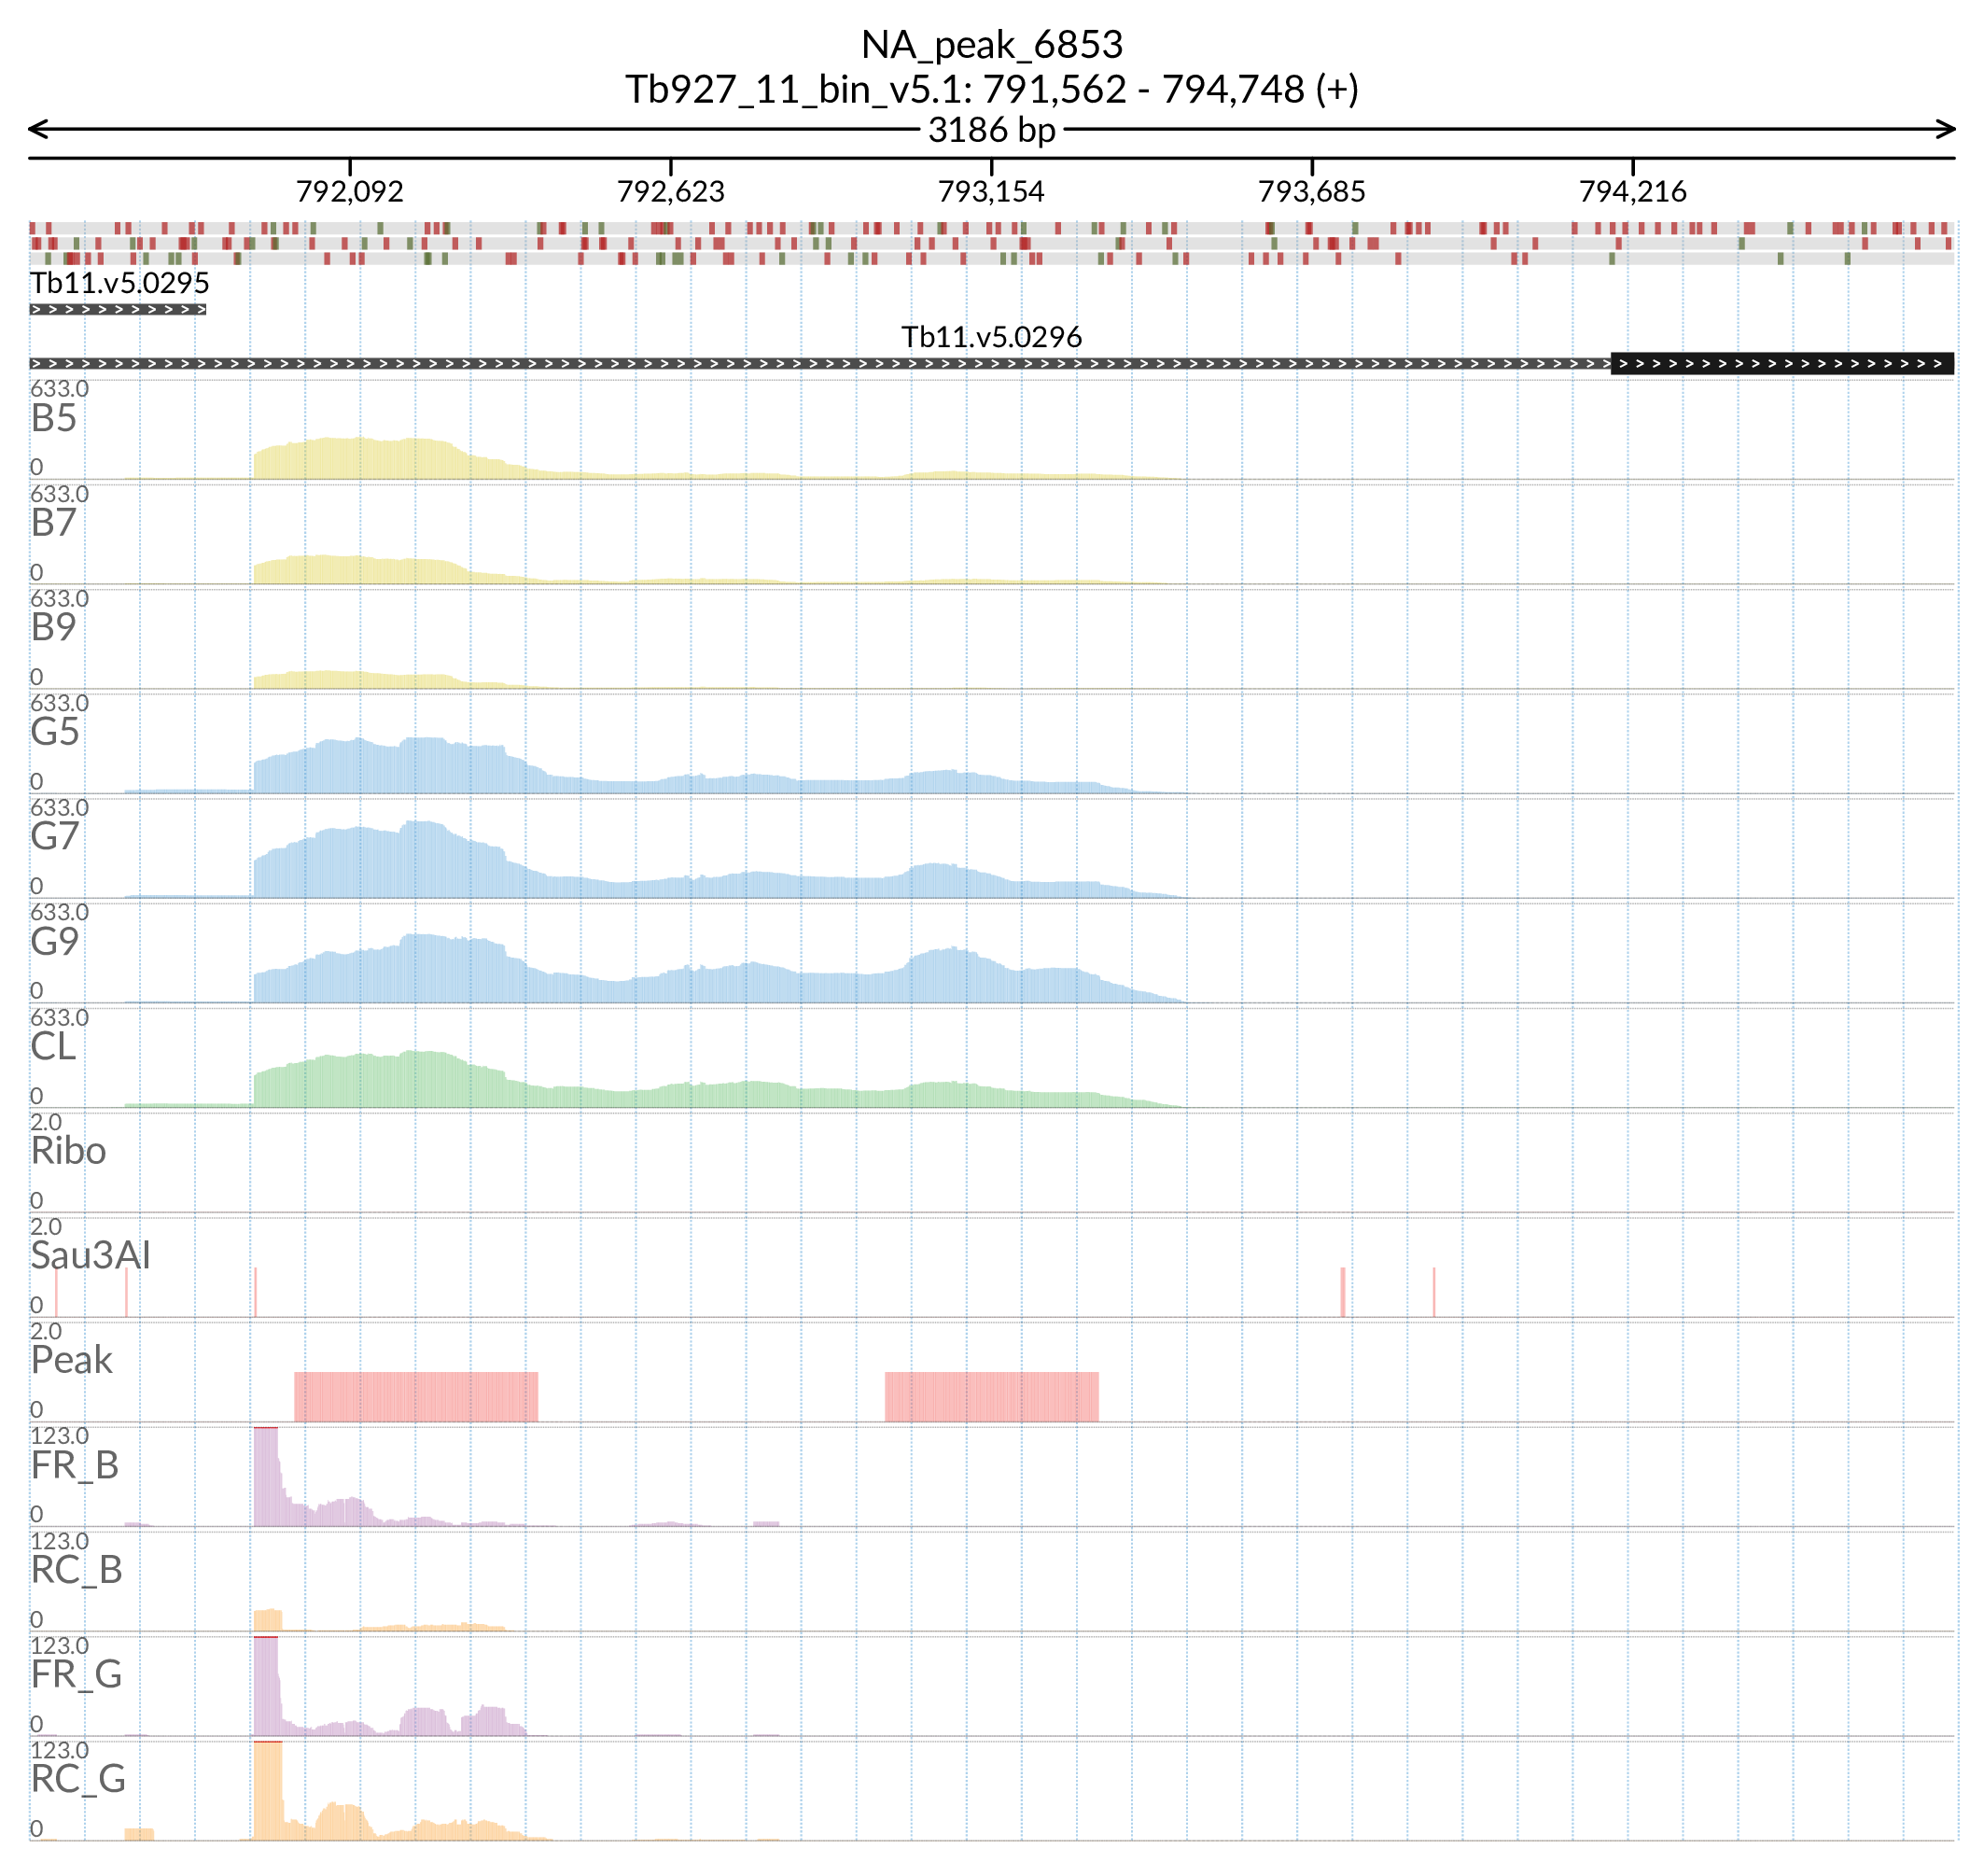 NA_peak_6853
Tb927_11_bin_v5.1: 791,562 - 794,748 (+)
3186 bp
792,092 792,623 793,154 793,685 794,216
Tb11.v5.0295
Tb11.v5.0296
633.0
B5
0
633.0
B7
0
633.0
B9
0
633.0
G5
0
633.0
G7
0
633.0
G9
0
633.0
CL
0
2.0
Ribo
0
2.0
Sau3AI
0
2.0
Peak
0
123.0
FR_B
0
123.0
RC_B
0
123.0
FR_G
0
123.0
RC_G
0